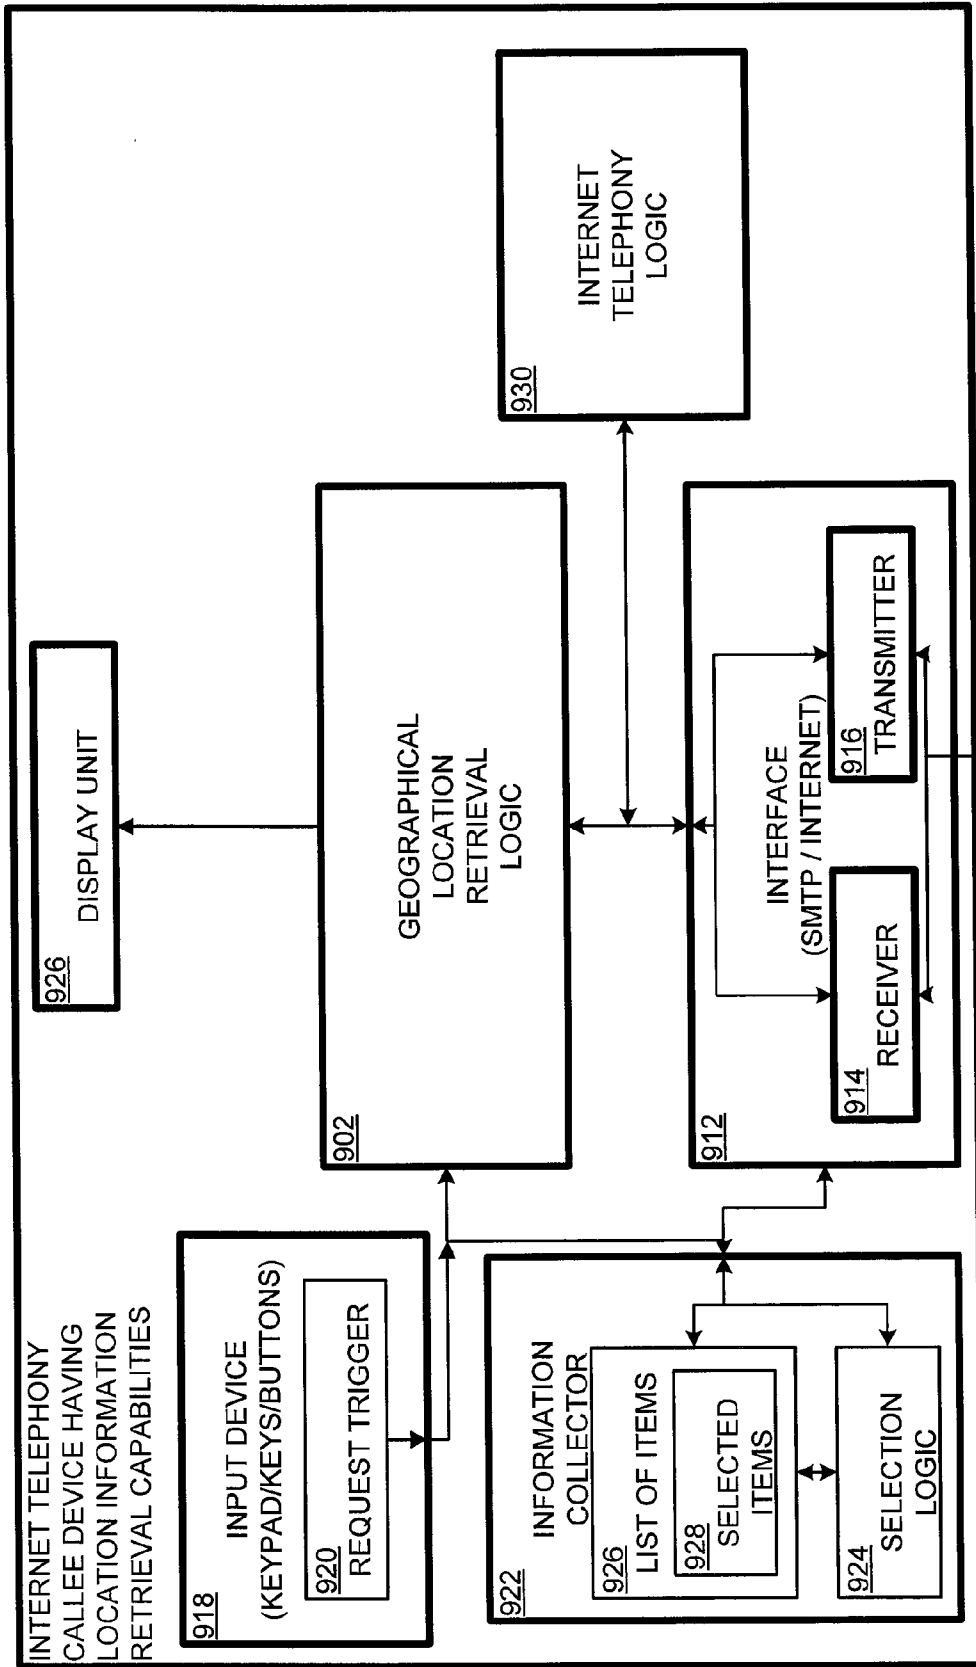 INTERNET TELEPHONY
CALLEE DEVICE HAVING
LOCATION INFORMATION
RETRIEVAL CAPABILITIES
918
INPUT DEVICE
(KEYPAD/KEYS/BUTTONS)
920
REQUEST TRIGGER
922
INFORMATION
COLLECTOR
926
LIST OF ITEMS
928
SELECTED
ITEMS
924
SELECTION
LOGIC
926
DISPLAY UNIT
902
GEOGRAPHICAL
LOCATION
RETRIEVAL
LOGIC
912
INTERFACE
(SMTP / INTERNET)
914
RECEIVER
916
TRANSMITTER
930
INTERNET
TELEPHONY
LOGIC